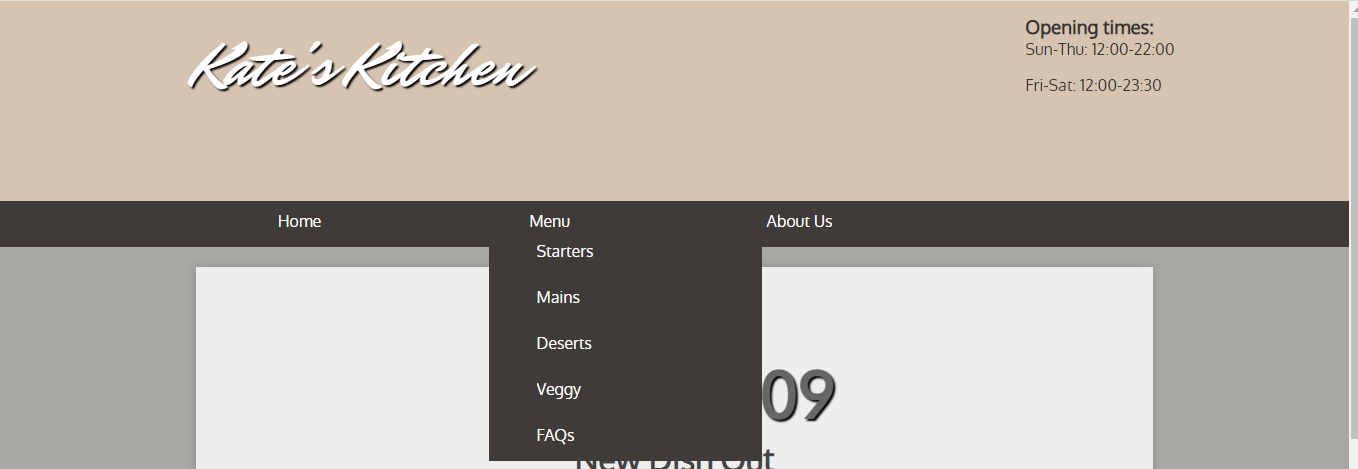 Kate's Kitchen
Opening times:
Sun-Thu: 12:00-22:00
Fri-Sat: 12:00-23:30
Home Menu About Us
Starters
Mains
Deserts
Veggy
FAQs
09
New Dish Out